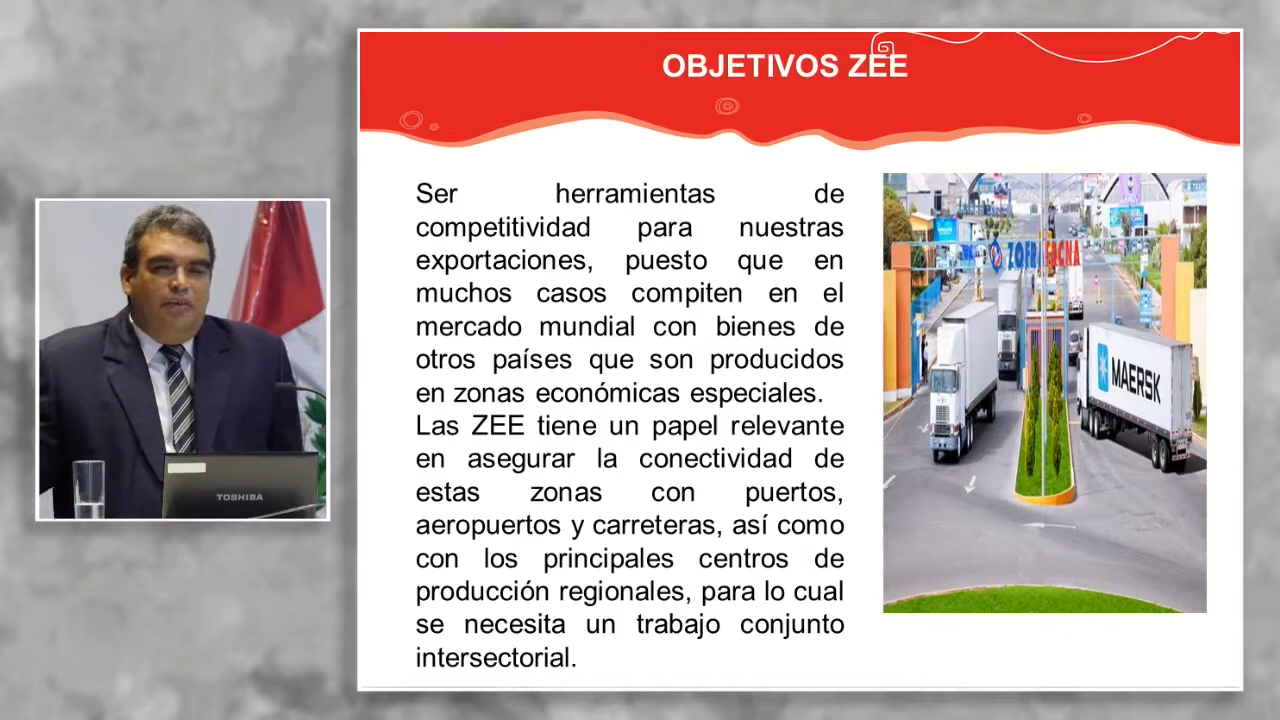 OBJETIVOS ZEE
Ser herramientas de
competitividad para nuestras
exportaciones, puesto que en
muchos casos compiten en el
mercado mundial con bienes de
otros países que son producidos
en zonas económicas especiales.
Las ZEE tiene un papel relevante
en asegurar la conectividad de
estas zonas con puertos,
aeropuertos y carreteras, así como
con los principales centros de
producción regionales, para lo cual
se necesita un trabajo conjunto
intersectorial.
ZOFRATACNA
MAERSK
TOSHIBA